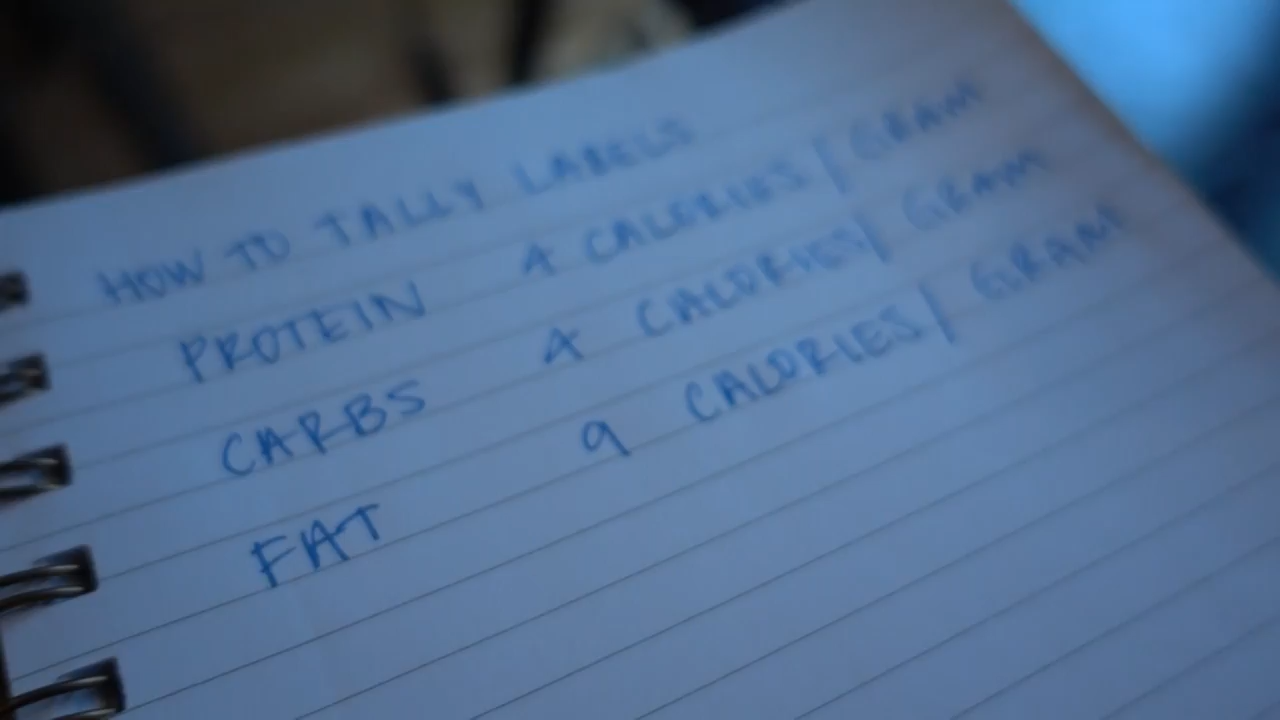 HOW TO TALLY LABELS
PROTEIN 4 CALORIES/GRAM
CARBS 4 CALORIES/GRAM
FAT 9 CALORIES/GRAM